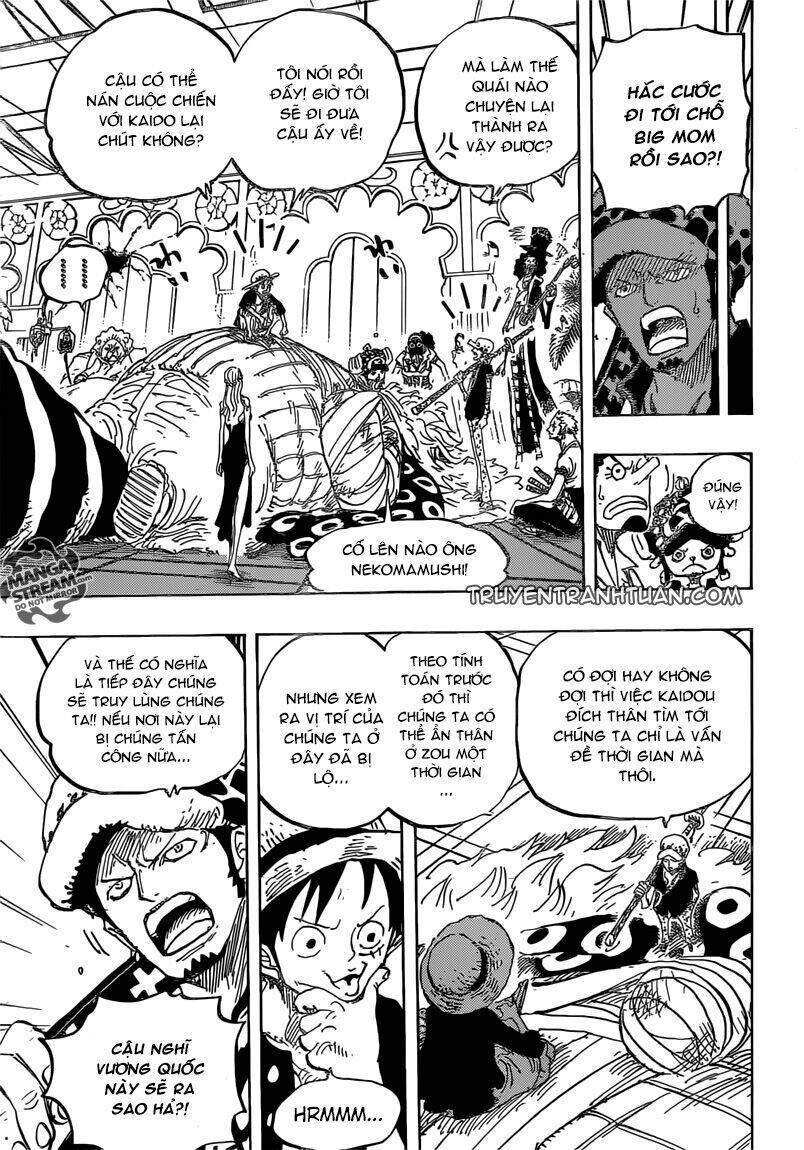 HẮC CƯỚC
ĐI TỚI CHỖ
BIG MOM
RỒI SAO?!
MÀ LÀM THẾ
QUÁI NÀO
CHUYỆN LẠI
THÀNH RA
VẬY ĐƯỢC?
TÔI NÓI RỒI
ĐẤY! GIỜ TÔI
SẼ ĐI ĐƯA
CẬU ẤY VỀ!
CẬU CÓ THỂ
NÁN CUỘC CHIẾN
VỚI KAIDO LẠI
CHÚT KHÔNG?
ĐÚNG
VẬY!
CỐ LÊN NÀO ÔNG
NEKOMAMUSHI!
MANGA
STREAM.com
DO NOT MIRROR!
TRUYENTRANHTUAN.COM
CÓ ĐỢI HAY KHÔNG
ĐỢI THÌ VIỆC KAIDOU
ĐÍCH THÂN TÌM TỚI
CHÚNG TA CHỈ LÀ VẤN
ĐỀ THỜI GIAN MÀ
THÔI.
THEO TÍNH
TOÁN TRƯỚC
ĐÓ THÌ
CHÚNG TA CÓ
THỂ ẨN THÂN
Ở ZOU MỘT
THỜI GIAN
...
NHƯNG XEM
RA VỊ TRÍ CỦA
CHÚNG TA Ở
ĐÂY ĐÃ BỊ
LỘ...
HRMMM...
VÀ THẾ CÓ NGHĨA
LÀ TIẾP ĐÂY CHÚNG
SẼ TRUY LÙNG CHÚNG
TA!! NẾU NƠI NÀY LẠI
BỊ CHÚNG TẤN
CÔNG NỮA...
CẬU NGHĨ
VƯƠNG QUỐC
NÀY SẼ RA
SAO HẢ?!